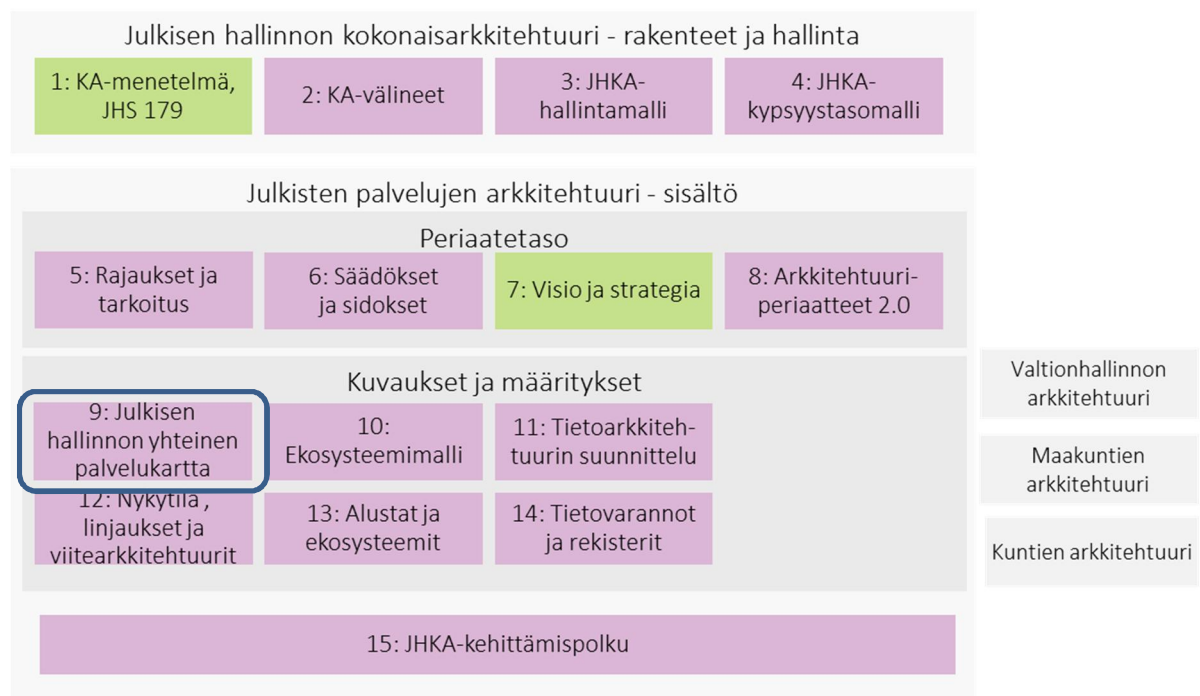 Julkisen hallinnon kokonaisarkkitehtuuri - rakenteet ja hallinta
1: KA-menetelmä,
JHS 179
2: KA-välineet
3: JHKA-
hallintamalli
4: JHKA-
kypsyystasomalli
Julkisten palvelujen arkkitehtuuri - sisältö
Periaatetaso
5: Rajaukset ja
tarkoitus
6: Säädökset
ja sidokset
7: Visio ja strategia
8: Arkkitehtuuri-
periaatteet 2.0
Kuvaukset ja määritykset
9: Julkisen
hallinnon yhteinen
palvelukartta
10:
Ekosysteemimalli
11: Tietoarkkiteh-
tuurin suunnittelu
12: Nykytila ,
linjaukset ja
viitearkkitehtuurit
13: Alustat ja
ekosysteemit
14: Tietovarannot
ja rekisterit
15: JHKA-kehittämispolku
Valtionhallinnon
arkkitehtuuri
Maakuntien
arkkitehtuuri
Kuntien arkkitehtuuri